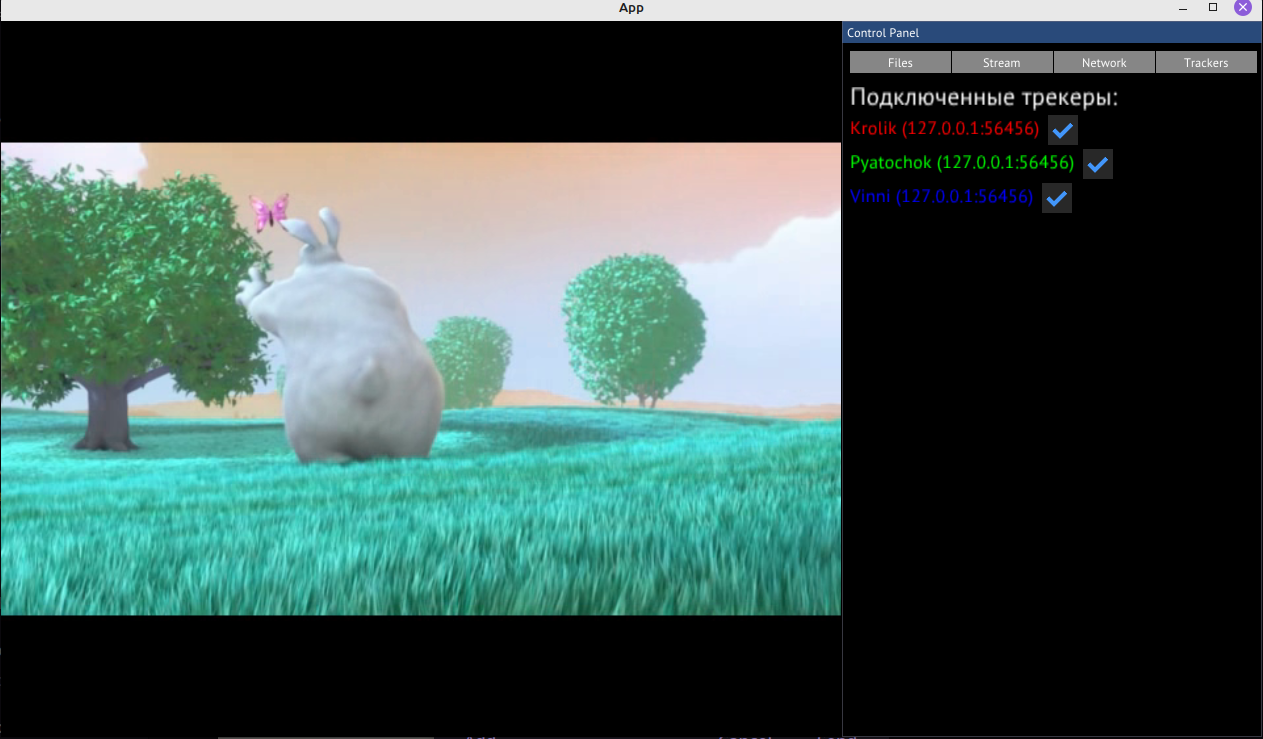 App
Control Panel
Files Stream Network Trackers
Подключенные трекеры:
Krolik (127.0.0.1:56456)
Pyatochok (127.0.0.1:56456)
Vinni (127.0.0.1:56456)